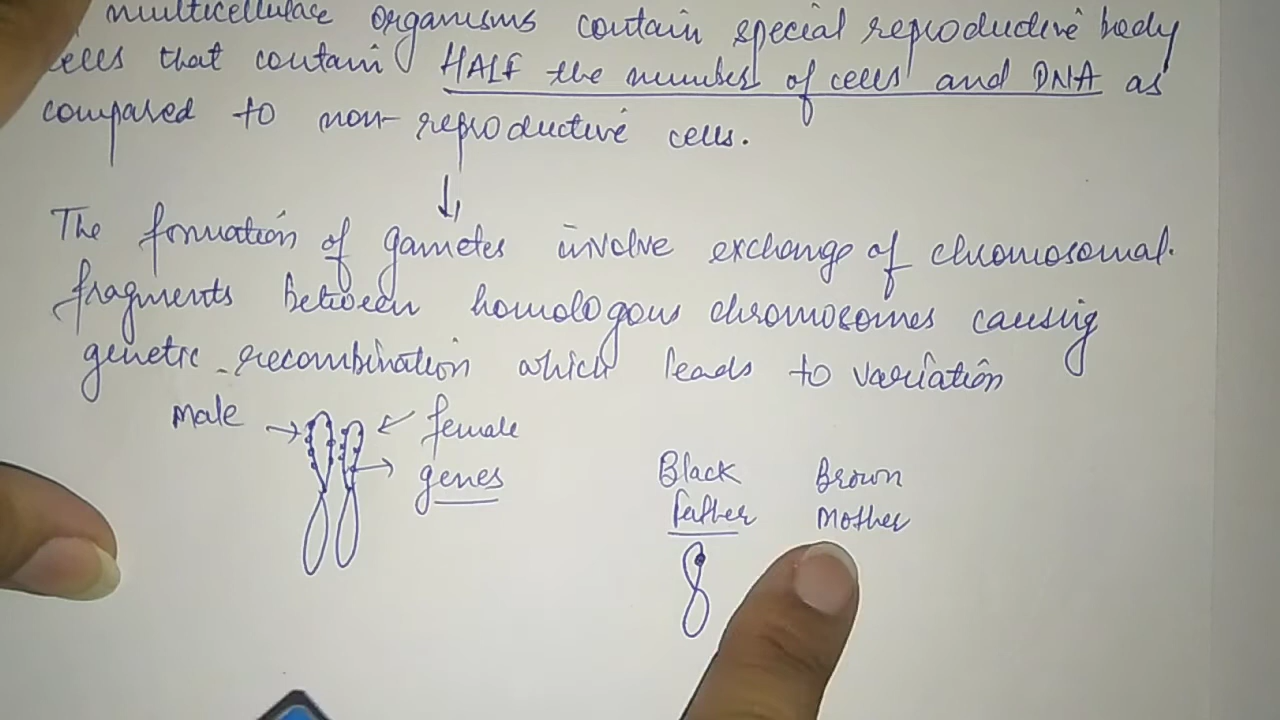 multicellular organisms contain special reproductive body
cells that contain HALF the number of cells and DNA as
compared to non-reproductive cells.
The formation of gametes involve exchange of chromosomal
fragments between homologous chromosomes causing
genetic recombination which leads to variation
Male
female
genes
Black
father
Brown
Mother